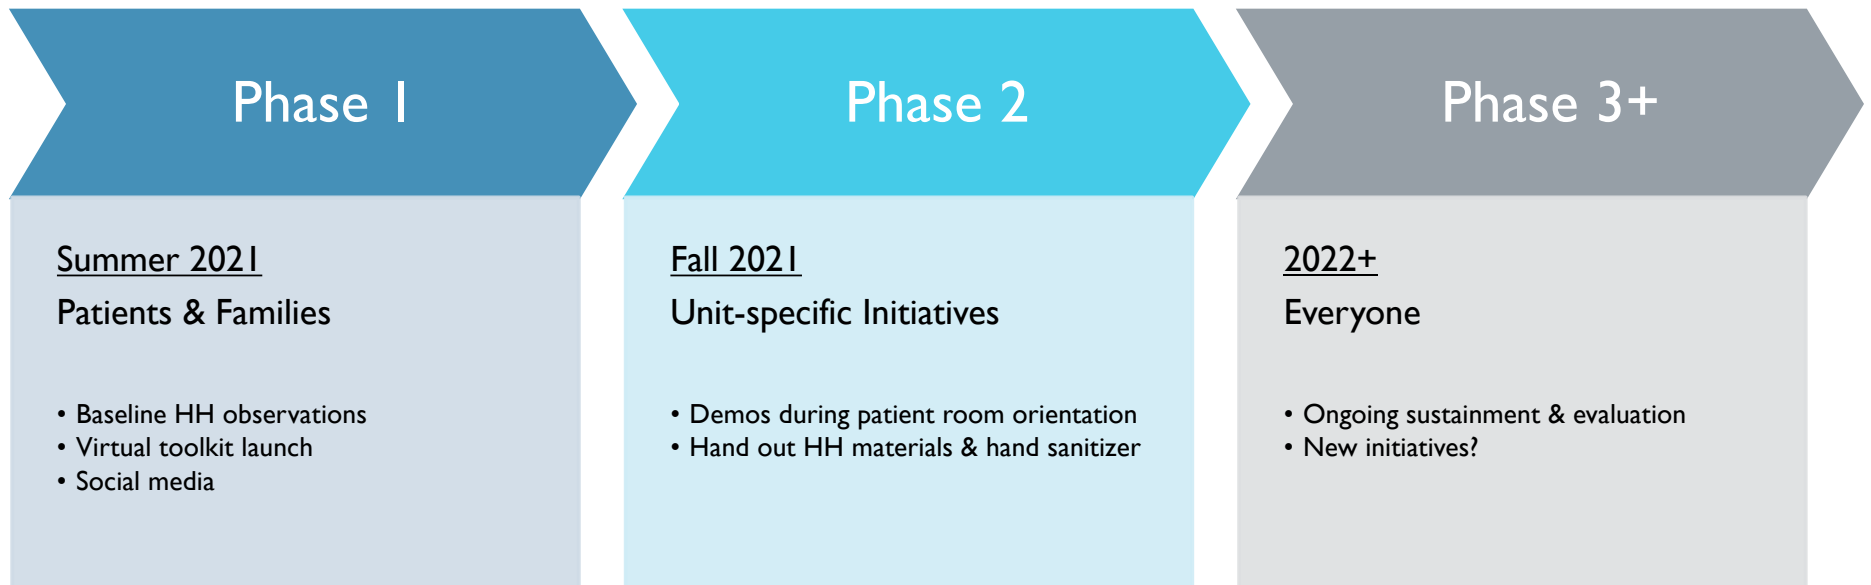 Phase 1
Phase 2
Phase 3+
Summer 2021
Patients & Families
• Baseline HH observations
• Virtual toolkit launch
• Social media
Fall 2021
Unit-specific Initiatives
• Demos during patient room orientation
• Hand out HH materials & hand sanitizer
2022+
Everyone
• Ongoing sustainment & evaluation
• New initiatives?